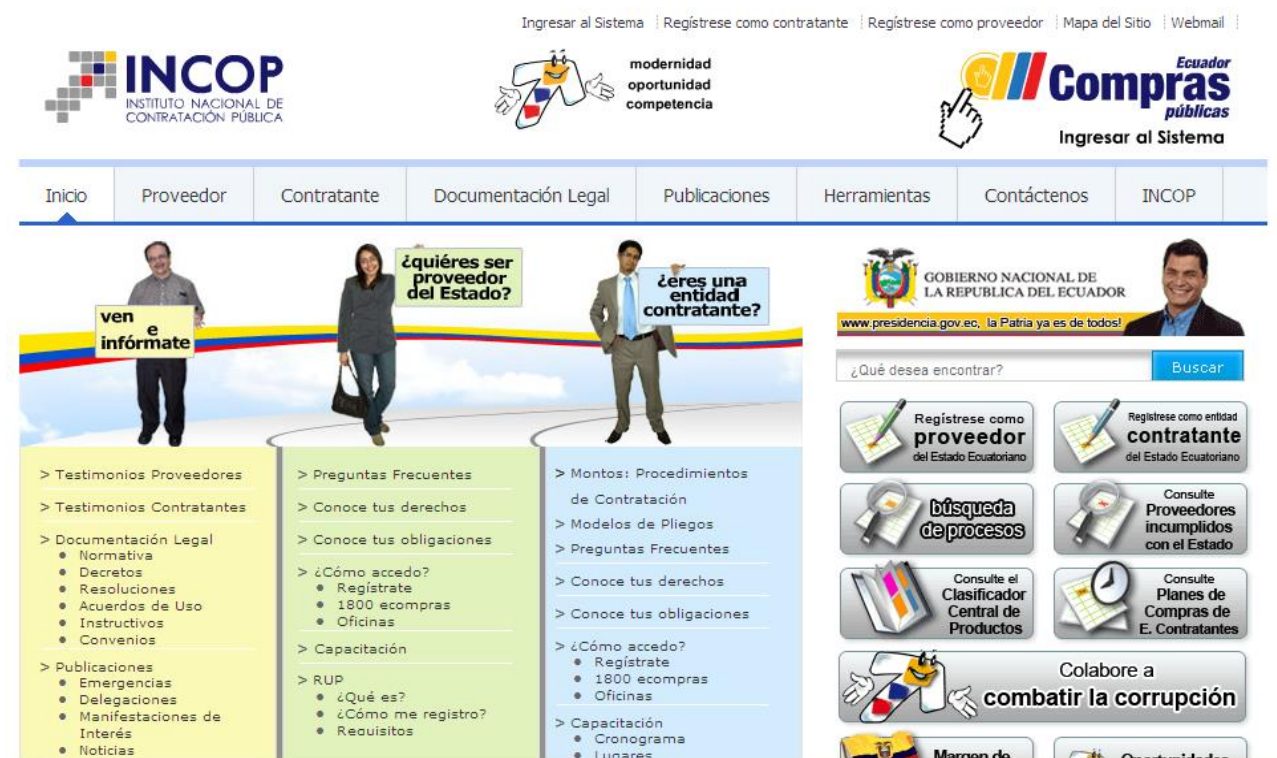 Ingresar al Sistema
Regístrese como contratante
Regístrese como proveedor
Mapa del Sitio
Webmail
INCOP
INSTITUTO NACIONAL DE
CONTRATACIÓN PÚBLICA
modernidad
oportunidad
competencia
Ecuador
Compras
públicas
Ingresar al Sistema
Inicio
Proveedor
Contratante
Documentación Legal
Publicaciones
Herramientas
Contáctenos
INCOP
ven
e
infórmate
¿quiéres ser
proveedor
del Estado?
¿eres una
entidad
contratante?
GOBIERNO NACIONAL DE
LA REPUBLICA DEL ECUADOR
www.presidencia.gov.ec, la Patria ya es de todos!
¿Qué desea encontrar?
Buscar
> Testimonios Proveedores
> Testimonios Contratantes
> Documentación Legal
• Normativa
• Decretos
• Resoluciones
• Acuerdos de Uso
• Instructivos
• Convenios
> Publicaciones
• Emergencias
• Delegaciones
• Manifestaciones de
Interés
• Noticias
> Preguntas Frecuentes
> Conoce tus derechos
> Conoce tus obligaciones
> ¿Cómo accedo?
• Regístrate
• 1800 ecompras
• Oficinas
> Capacitación
> RUP
• ¿Qué es?
• ¿Cómo me registro?
• Requisitos
> Montos: Procedimientos
de Contratación
> Modelos de Pliegos
> Preguntas Frecuentes
> Conoce tus derechos
> Conoce tus obligaciones
> ¿Cómo accedo?
• Regístrate
• 1800 ecompras
• Oficinas
> Capacitación
• Cronograma
• Lugares
Regístrese como
proveedor
del Estado Ecuatoriano
Regístrese como entidad
contratante
del Estado Ecuatoriano
búsqueda
de procesos
Consulte
Proveedores
incumplidos
con el Estado
Consulte el
Clasificador
Central de
Productos
Consulte
Planes de
Compras de
E. Contratantes
Colabore a
combatir la corrupción
Margen de
Oportunidades